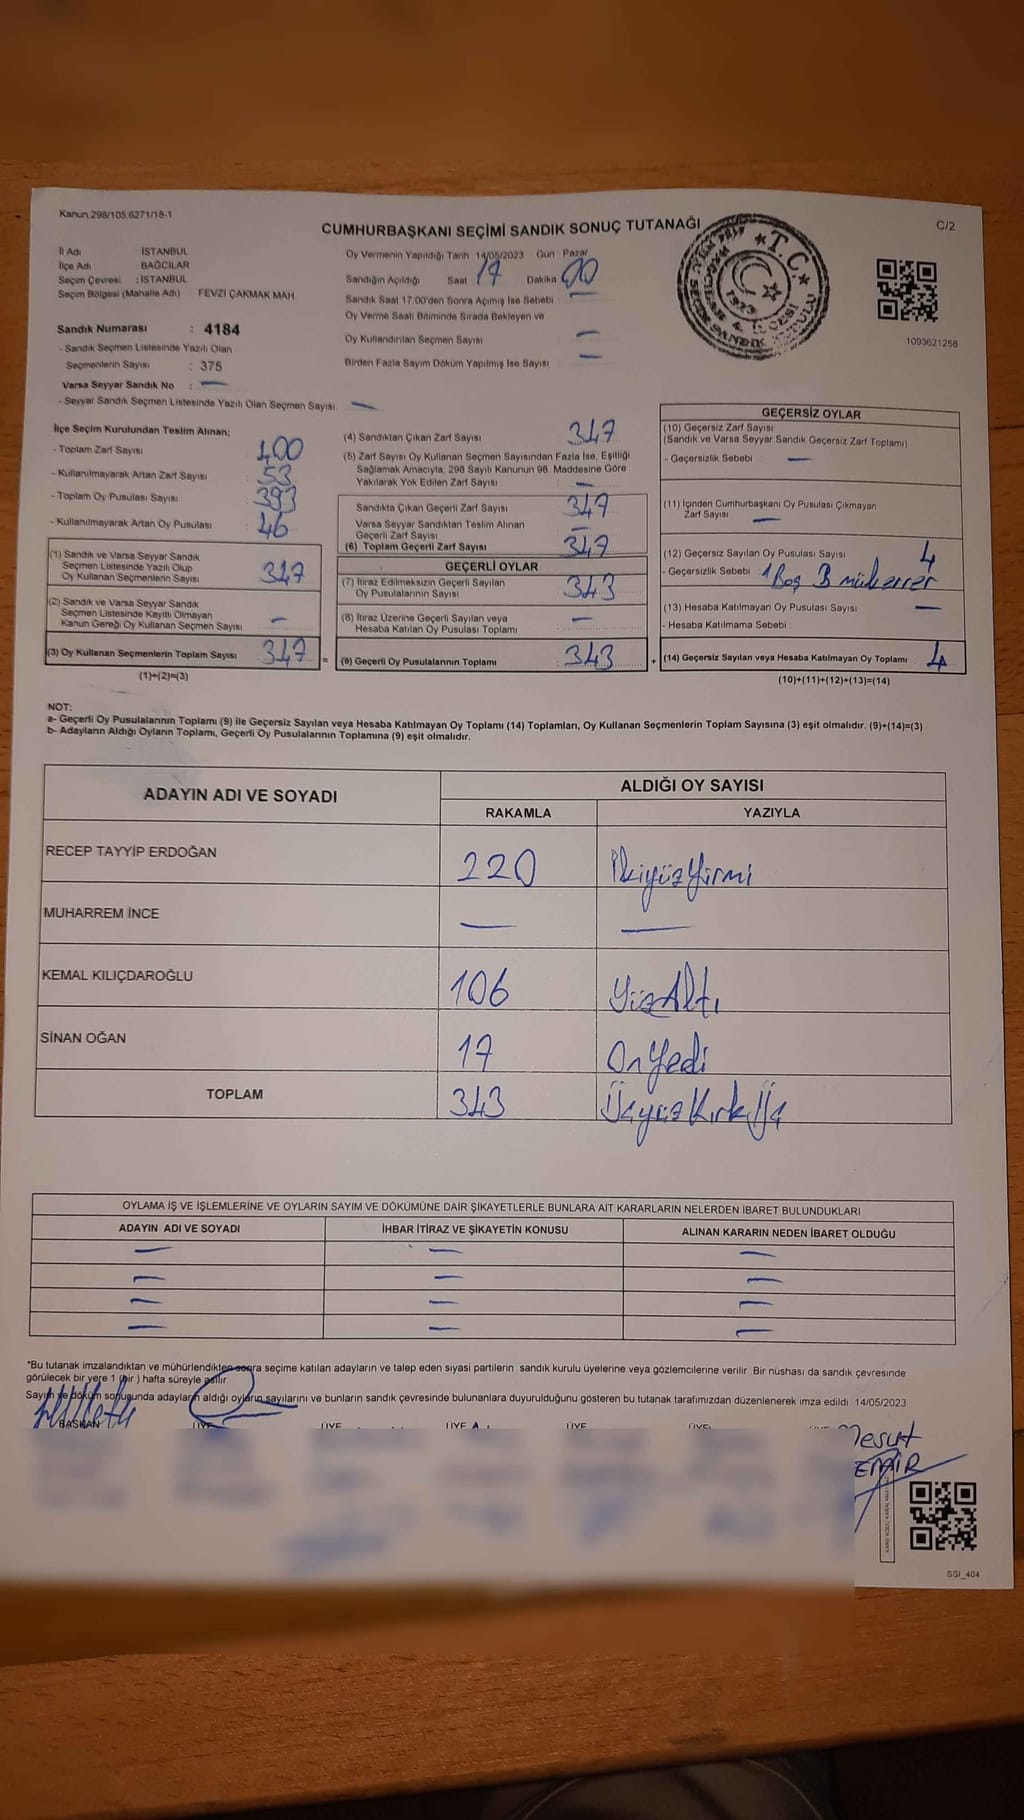 Kanun.298/105;6271/18-1
C/2
CUMHURBAŞKANI SEÇİMİ SANDIK SONUÇ TUTANAĞI
İl Adı : İSTANBUL
İlçe Adı : BAĞCILAR
Seçim Çevresi : İSTANBUL
Seçim Bölgesi (Mahalle Adı) FEVZİ ÇAKMAK MAH
Sandık Numarası : 4184
- Sandık Seçmen Listesinde Yazılı Olan
Seçmenlerin Sayısı : 375
Varsa Seyyar Sandık No : —
- Seyyar Sandık Seçmen Listesinde Yazılı Olan Seçmen Sayısı: —
Oy Vermenin Yapıldığı Tarih 14/05/2023 Gün Pazar
Sandığın Açıldığı Saat 17 Dakika 00
Sandık Saat 17.00'den Sonra Açımış İse Sebebi : —
Oy Verme Saati Bitiminde Sırada Bekleyen ve
Oy Kullandırılan Seçmen Sayısı : —
Birden Fazla Sayım Döküm Yapılmış İse Sayısı : —
T.C.
1093621258
İlçe Seçim Kurulundan Teslim Alınan;
- Toplam Zarf Sayısı : 400
- Kullanılmayarak Artan Zarf Sayısı : 53
- Toplam Oy Pusulası Sayısı : 393
- Kullanılmayarak Artan Oy Pusulası : 46
(1) Sandık ve Varsa Seyyar Sandık
Seçmen Listesinde Yazılı Olup
Oy Kullanan Seçmenlerin Sayısı : 347
(2) Sandık ve Varsa Seyyar Sandık
Seçmen Listesinde Kayıtlı Olmayan
Kanun Gereği Oy Kullanan Seçmen Sayısı : —
(3) Oy Kullanan Seçmenlerin Toplam Sayısı : 347
(1)+(2)=(3)
(4) Sandıktan Çıkan Zarf Sayısı : 347
(5) Zarf Sayısı Oy Kullanan Seçmen Sayısından Fazla İse, Eşitliği
Sağlamak Amacıyla, 298 Sayılı Kanunun 98. Maddesine Göre
Yakılarak Yok Edilen Zarf Sayısı : —
Sandıkta Çıkan Geçerli Zarf Sayısı : 347
Varsa Seyyar Sandıktan Teslim Alınan
Geçerli Zarf Sayısı : —
(6) Toplam Geçerli Zarf Sayısı : 347
GEÇERLİ OYLAR
(7) İtiraz Edilmeksizin Geçerli Sayılan
Oy Pusulalarının Sayısı : 343
(8) İtiraz Üzerine Geçerli Sayılan veya
Hesaba Katılan Oy Pusulası Toplamı : —
= (9) Geçerli Oy Pusulalarının Toplamı : 343 +
GEÇERSİZ OYLAR
(10) Geçersiz Zarf Sayısı
(Sandık ve Varsa Seyyar Sandık Geçersiz Zarf Toplamı)
- Geçersizlik Sebebi : —
(11) İçinden Cumhurbaşkanı Oy Pusulası Çıkmayan
Zarf Sayısı : —
(12) Geçersiz Sayılan Oy Pusulası Sayısı : 4
- Geçersizlik Sebebi : 1 Boş 3 mükerrer
(13) Hesaba Katılmayan Oy Pusulası Sayısı : —
- Hesaba Katılmama Sebebi :
(14) Geçersiz Sayılan veya Hesaba Katılmayan Oy Toplamı : 4
(10)+(11)+(12)+(13)=(14)
NOT:
a- Geçerli Oy Pusulalarının Toplamı (9) ile Geçersiz Sayılan veya Hesaba Katılmayan Oy Toplamı (14) Toplamları, Oy Kullanan Seçmenlerin Toplam Sayısına (3) eşit olmalıdır. (9)+(14)=(3)
b- Adayların Aldığı Oyların Toplamı, Geçerli Oy Pusulalarının Toplamına (9) eşit olmalıdır.
ADAYIN ADI VE SOYADI ALDIĞI OY SAYISI
RAKAMLA YAZIYLA
RECEP TAYYİP ERDOĞAN 220 İkiyüzYirmi
MUHARREM İNCE — —
KEMAL KILIÇDAROĞLU 106 YüzAltı
SİNAN OĞAN 17 OnYedi
TOPLAM 343 ÜçyüzKırkÜç
OYLAMA İŞ VE İŞLEMLERİNE VE OYLARIN SAYIM VE DÖKÜMÜNE DAİR ŞİKAYETLERLE BUNLARA AİT KARARLARIN NELERDEN İBARET BULUNDUKLARI
ADAYIN ADI VE SOYADI İHBAR İTİRAZ VE ŞİKAYETİN KONUSU ALINAN KARARIN NEDEN İBARET OLDUĞU
— — —
— — —
— — —
— — —
*Bu tutanak imzalandıktan ve mühürlendikten sonra seçime katılan adayların ve talep eden siyasi partilerin sandık kurulu üyelerine veya gözlemcilerine verilir. Bir nüshası da sandık çevresinde
görülecek bir yere 1 (bir) hafta süreyle asılır.
Sayım ve döküm sonucunda adayların aldığı oyların sayılarını ve bunların sandık çevresinde bulunanlara duyurulduğunu gösteren bu tutanak tarafımızdan düzenlenerek imza edildi. 14/05/2023
BAŞKAN ÜYE ÜYE ÜYE ÜYE ÜYE
Mesut
SSI_404